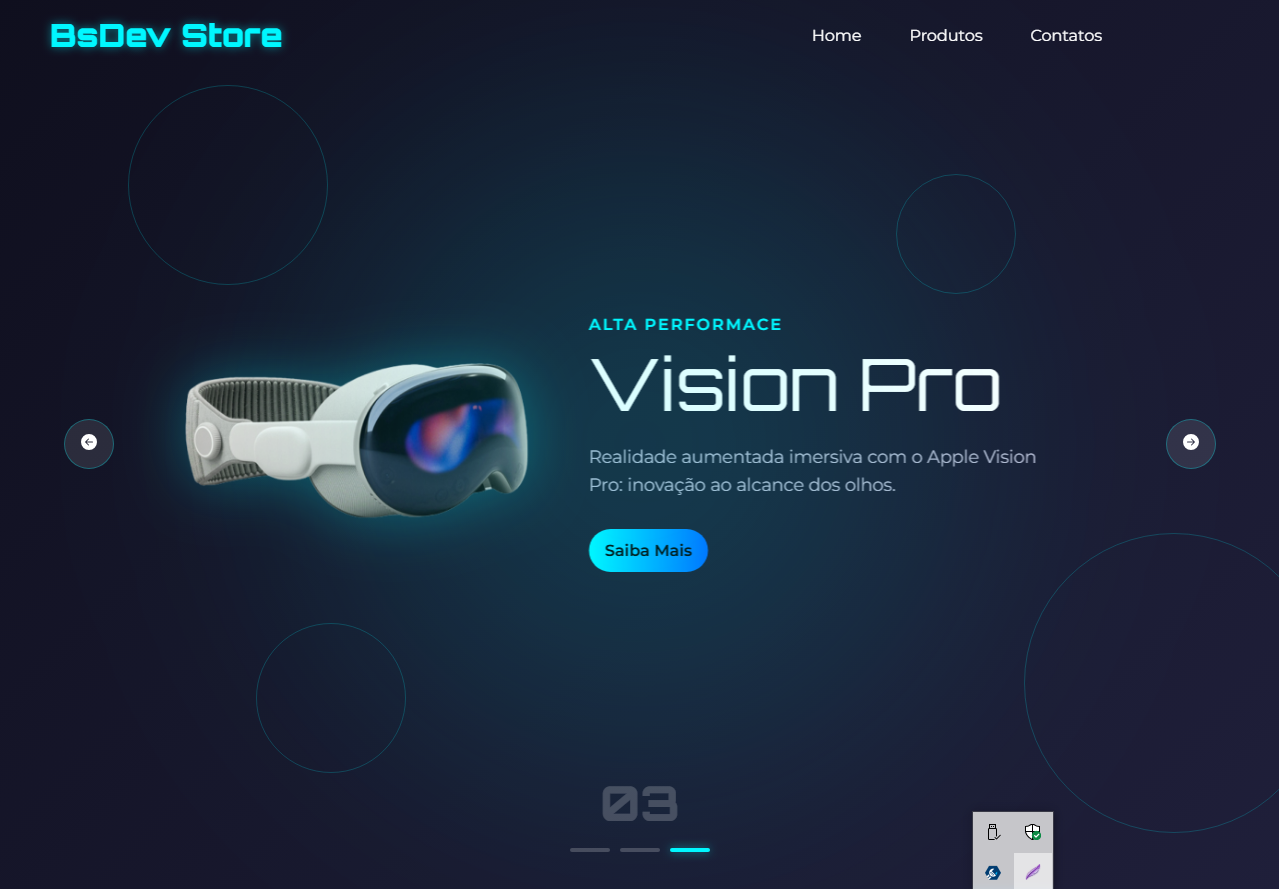 BsDev Store
Home
Produtos
Contatos
ALTA PERFORMACE
Vision Pro
Realidade aumentada imersiva com o Apple Vision
Pro: inovação ao alcance dos olhos.
Saiba Mais
03